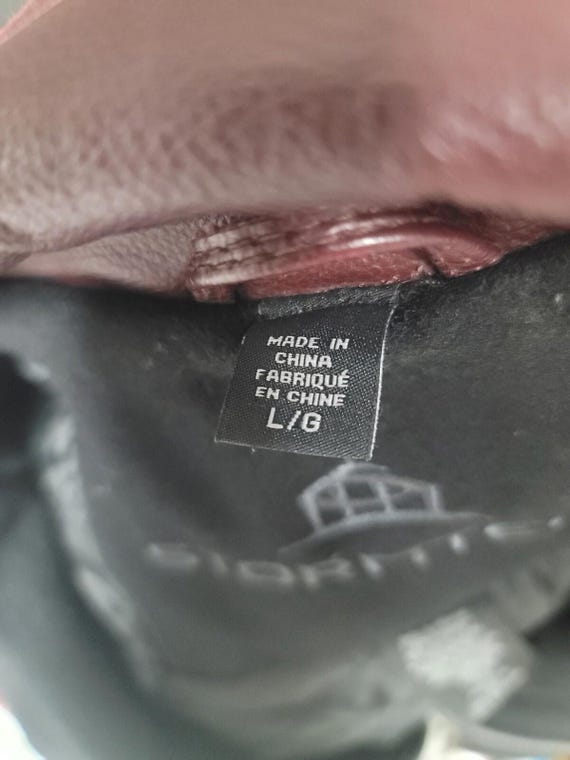 MADE IN
CHINA
FABRIQUÉ
EN CHINE
L/G